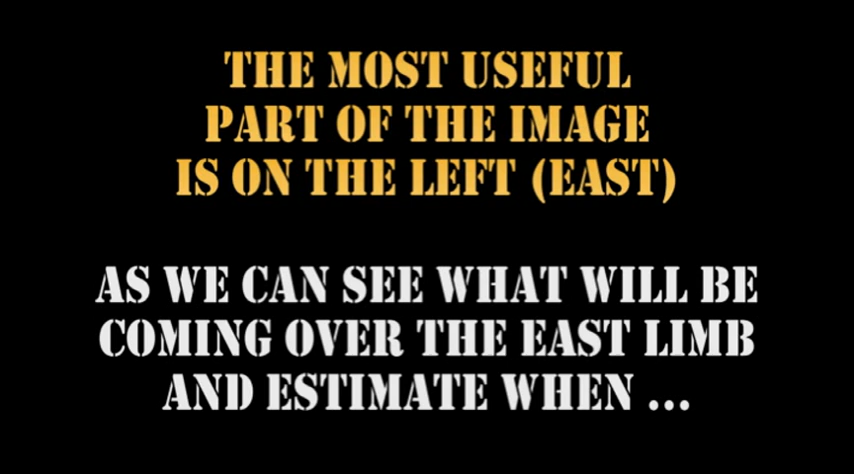 THE MOST USEFUL
PART OF THE IMAGE
IS ON THE LEFT (EAST)
AS WE CAN SEE WHAT WILL BE
COMING OVER THE EAST LIMB
AND ESTIMATE WHEN ...